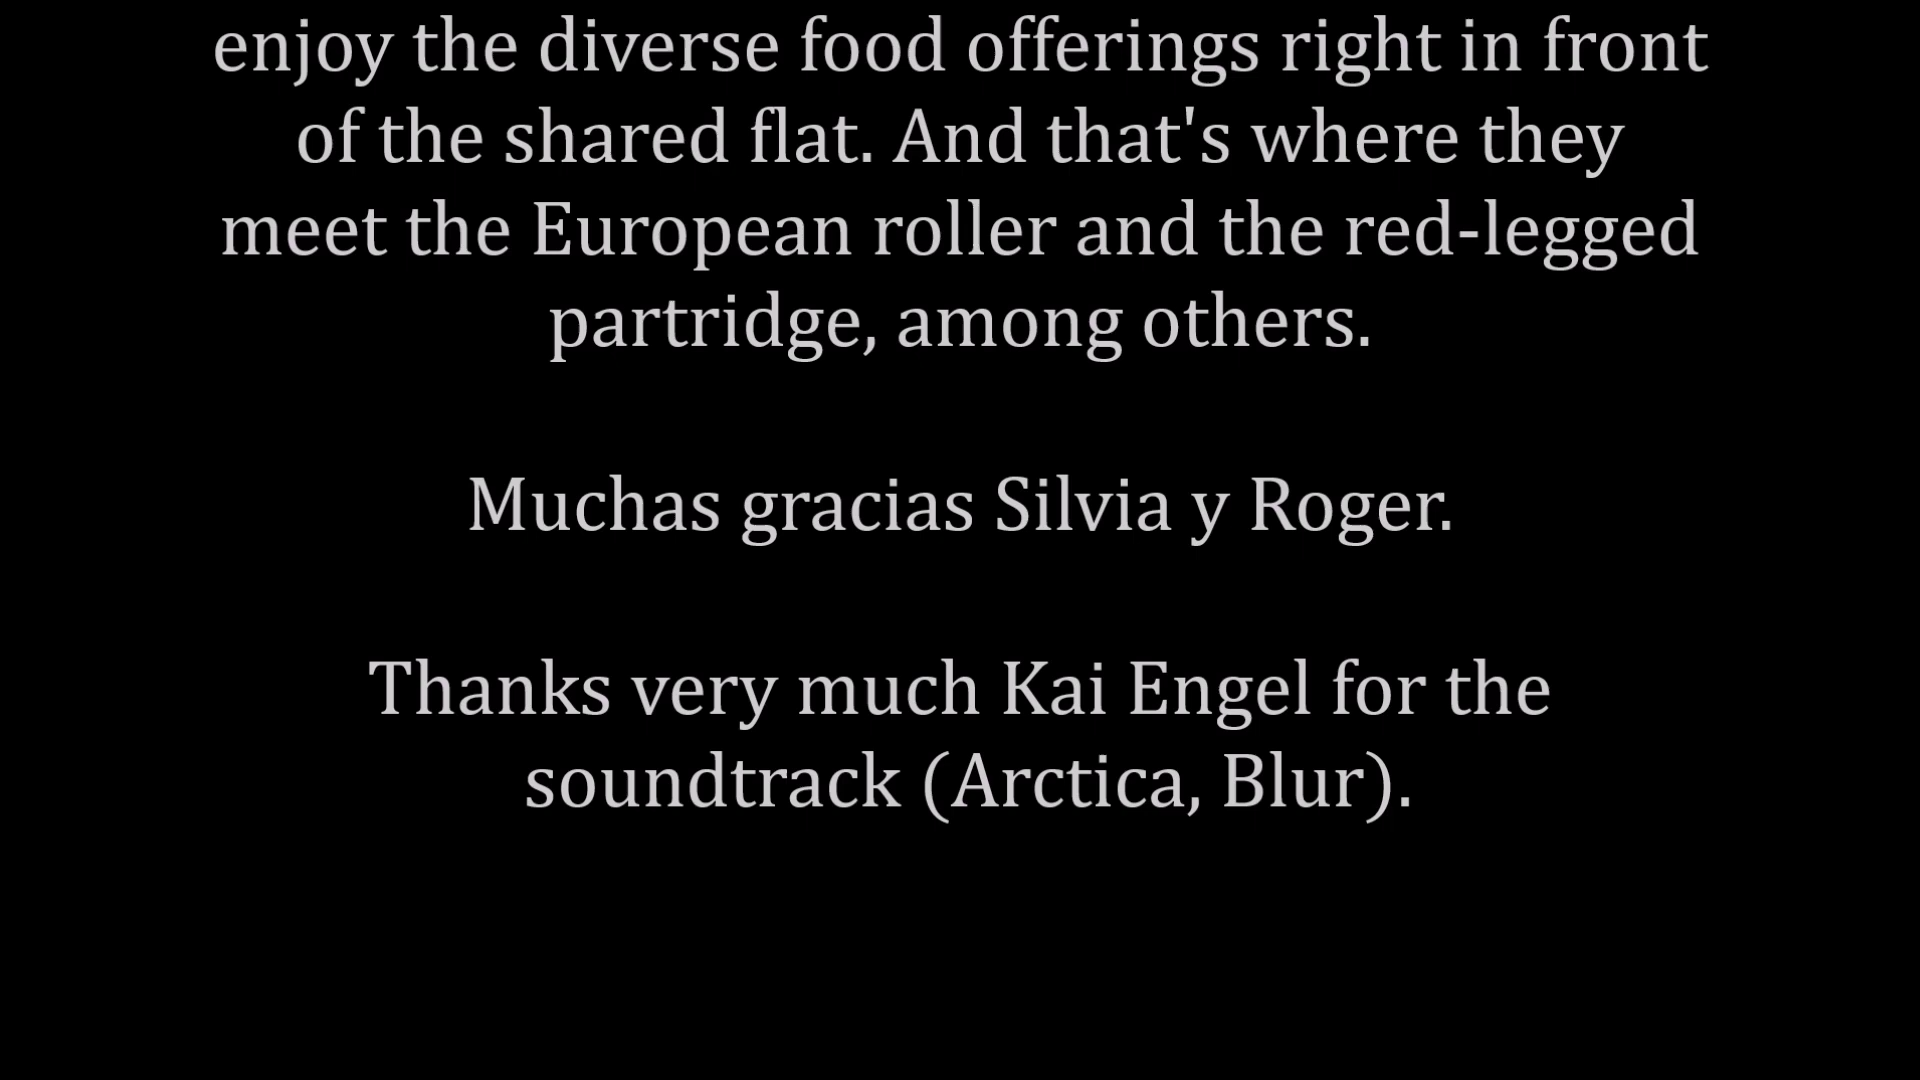 enjoy the diverse food offerings right in front
of the shared flat. And that's where they
meet the European roller and the red-legged
partridge, among others.
Muchas gracias Silvia y Roger.
Thanks very much Kai Engel for the
soundtrack (Arctica, Blur).